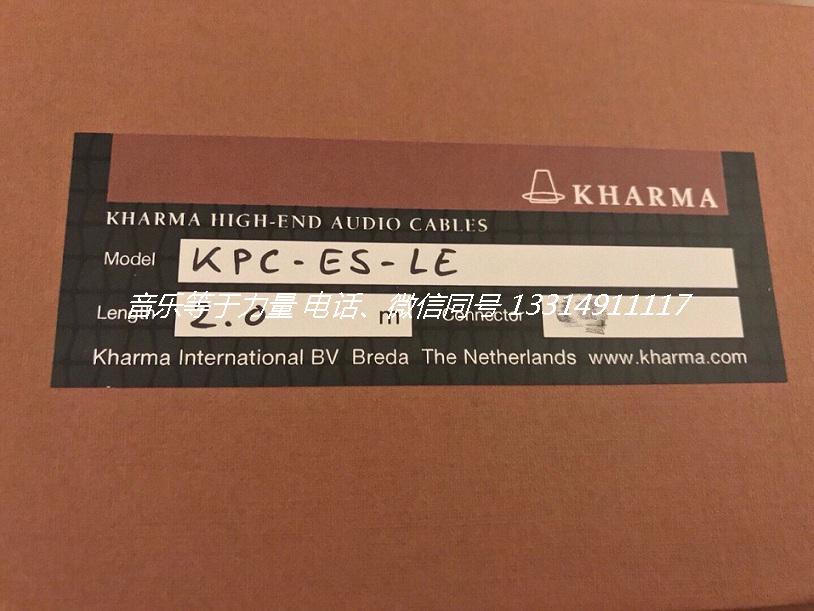 KHARMA
KHARMA HIGH-END AUDIO CABLES
Model KPC-ES-LE
音乐等于力量 电话、微信同号 13314911117
Length 2.0 m Connector
Kharma International BV Breda The Netherlands www.kharma.com